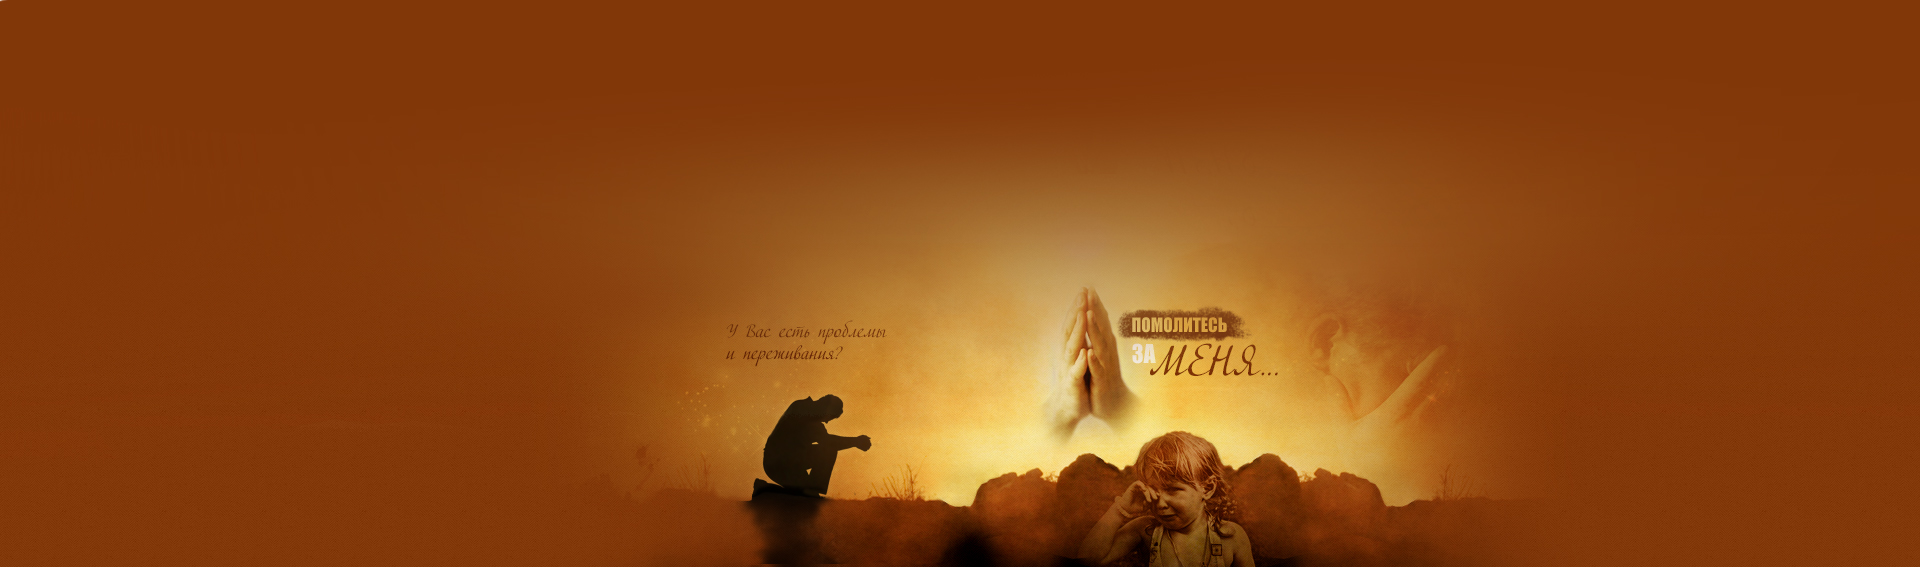 У Вас есть проблемы
и переживания?
ПОМОЛИТЕСЬ
ЗА МЕНЯ...